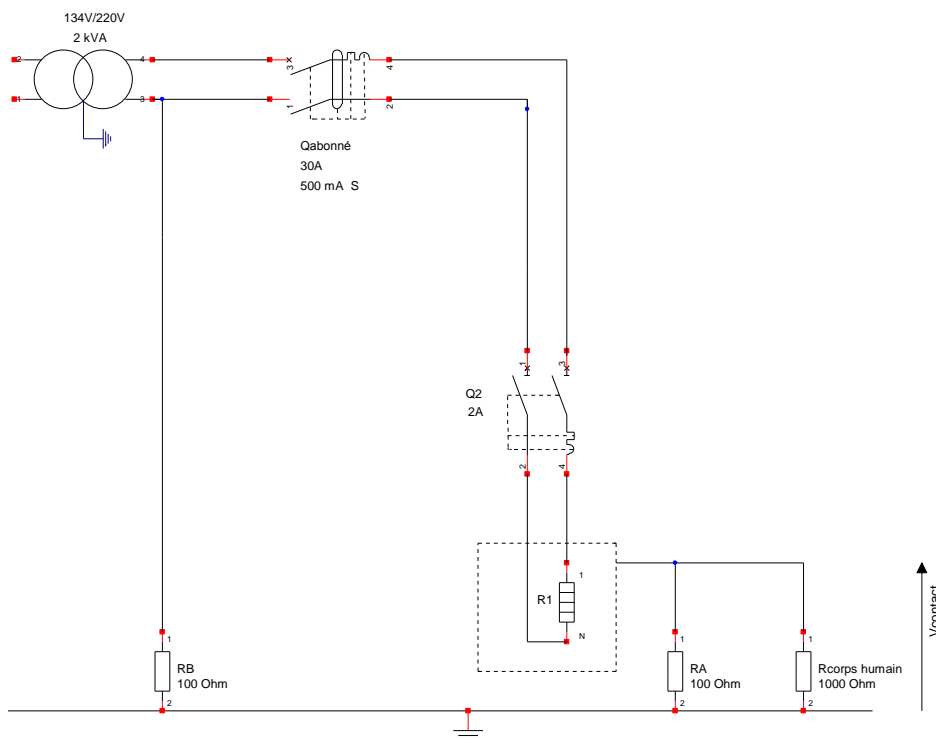 134V/220V
2 kVA
2
4
3
4
1
3
1
2
Qabonné
30A
500 mA S
1
3
Q2
2A
2
4
1
R1
N
Vcontact
1
RB
100 Ohm
2
1
RA
100 Ohm
2
1
Rcorps humain
1000 Ohm
2